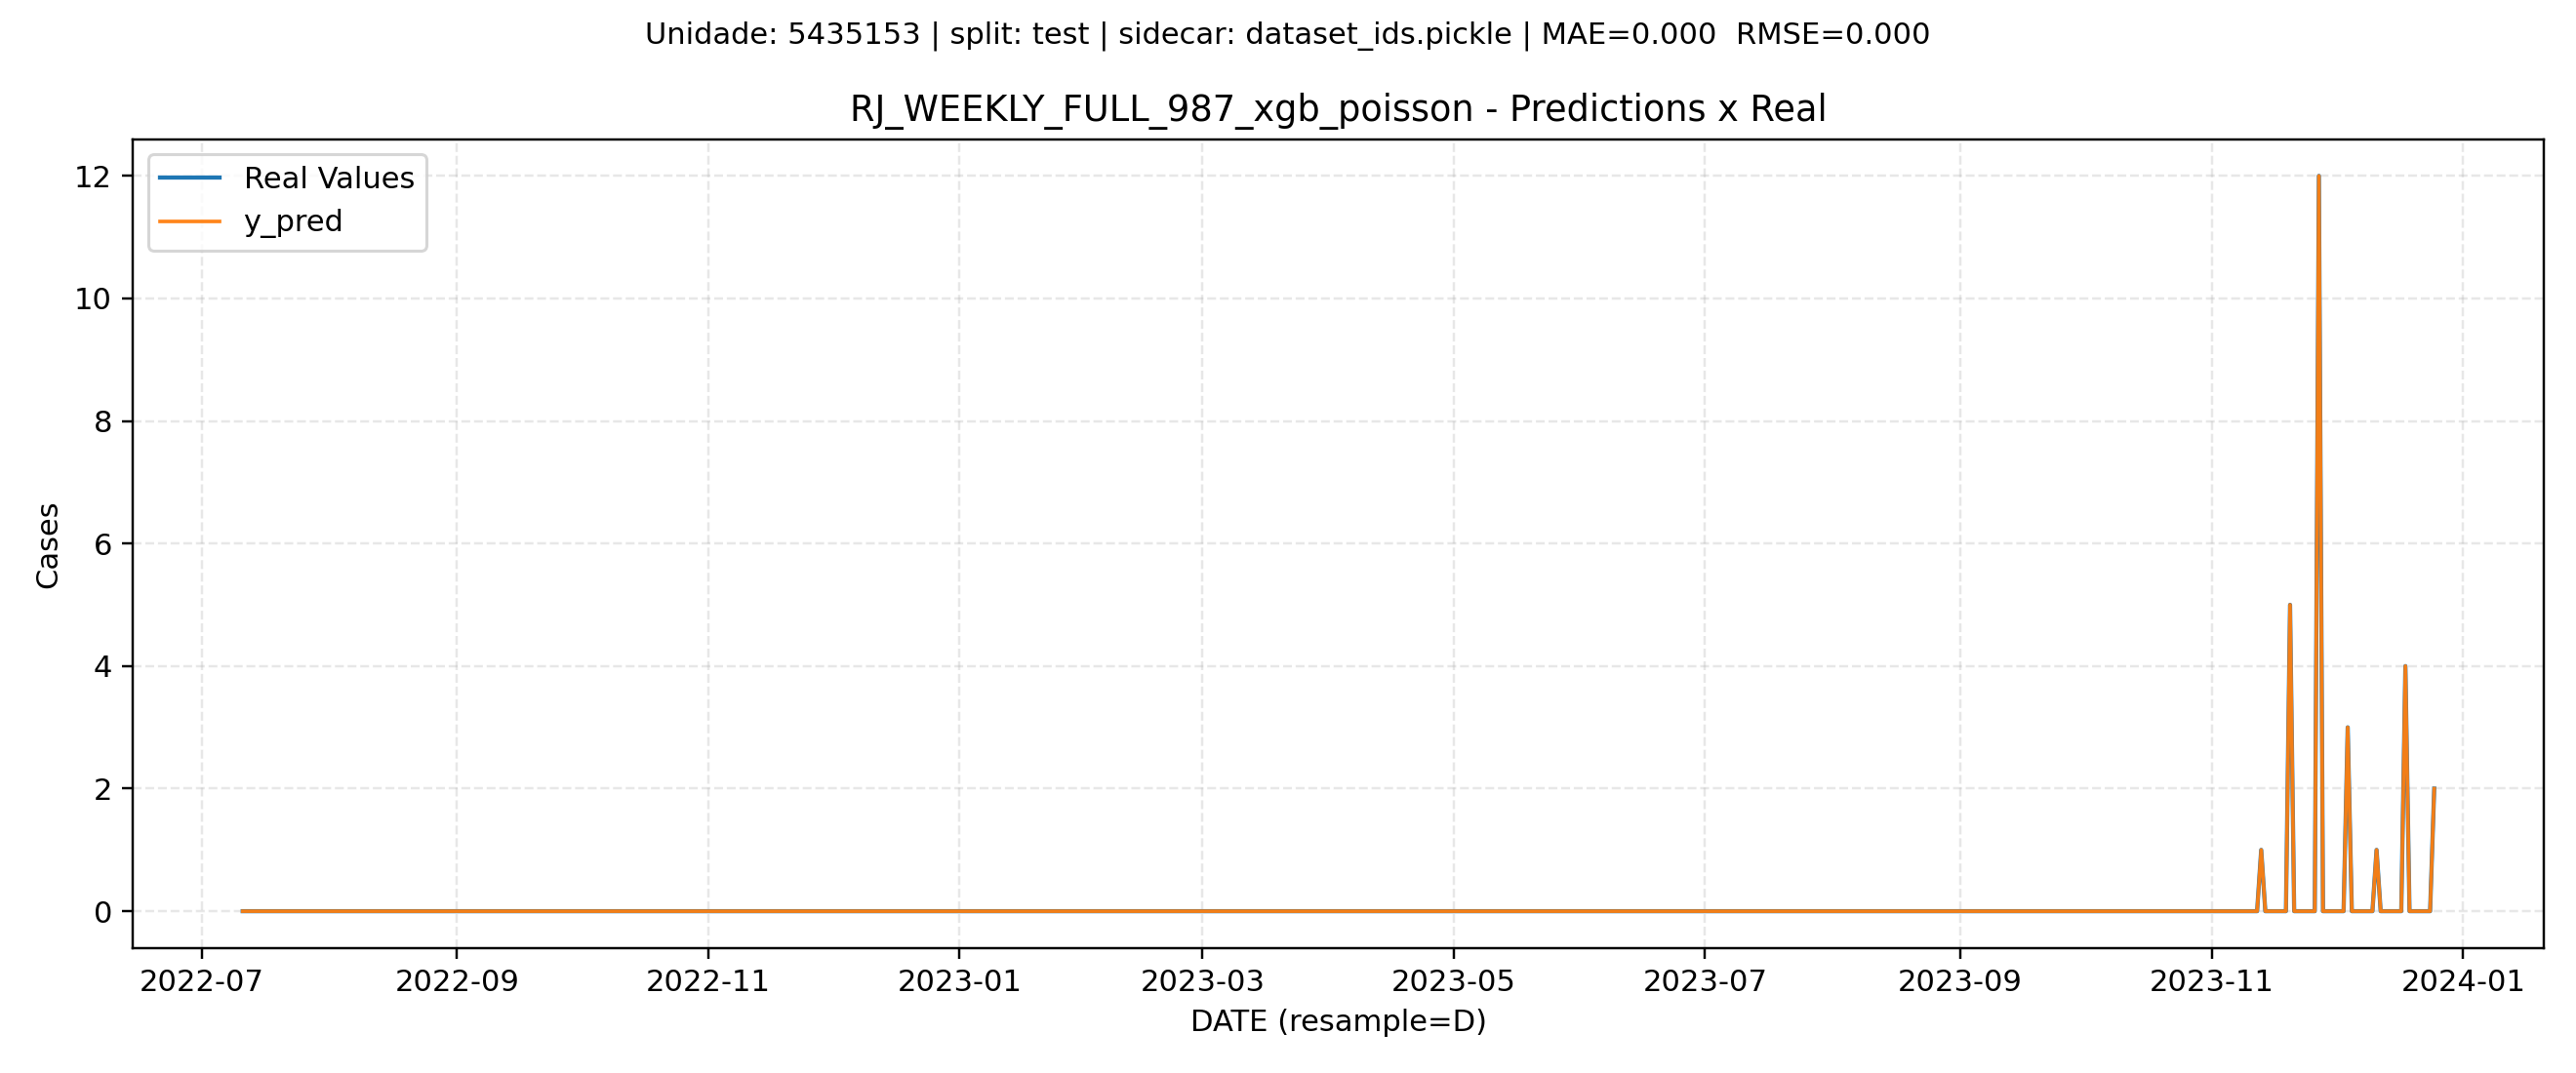 Unidade: 5435153 | split: test | sidecar: dataset_ids.pickle | MAE=0.000  RMSE=0.000
RJ_WEEKLY_FULL_987_xgb_poisson - Predictions x Real
Real Values
y_pred
12
10
8
6
4
2
0
Cases
2022-07 2022-09 2022-11 2023-01 2023-03 2023-05 2023-07 2023-09 2023-11 2024-01
DATE (resample=D)